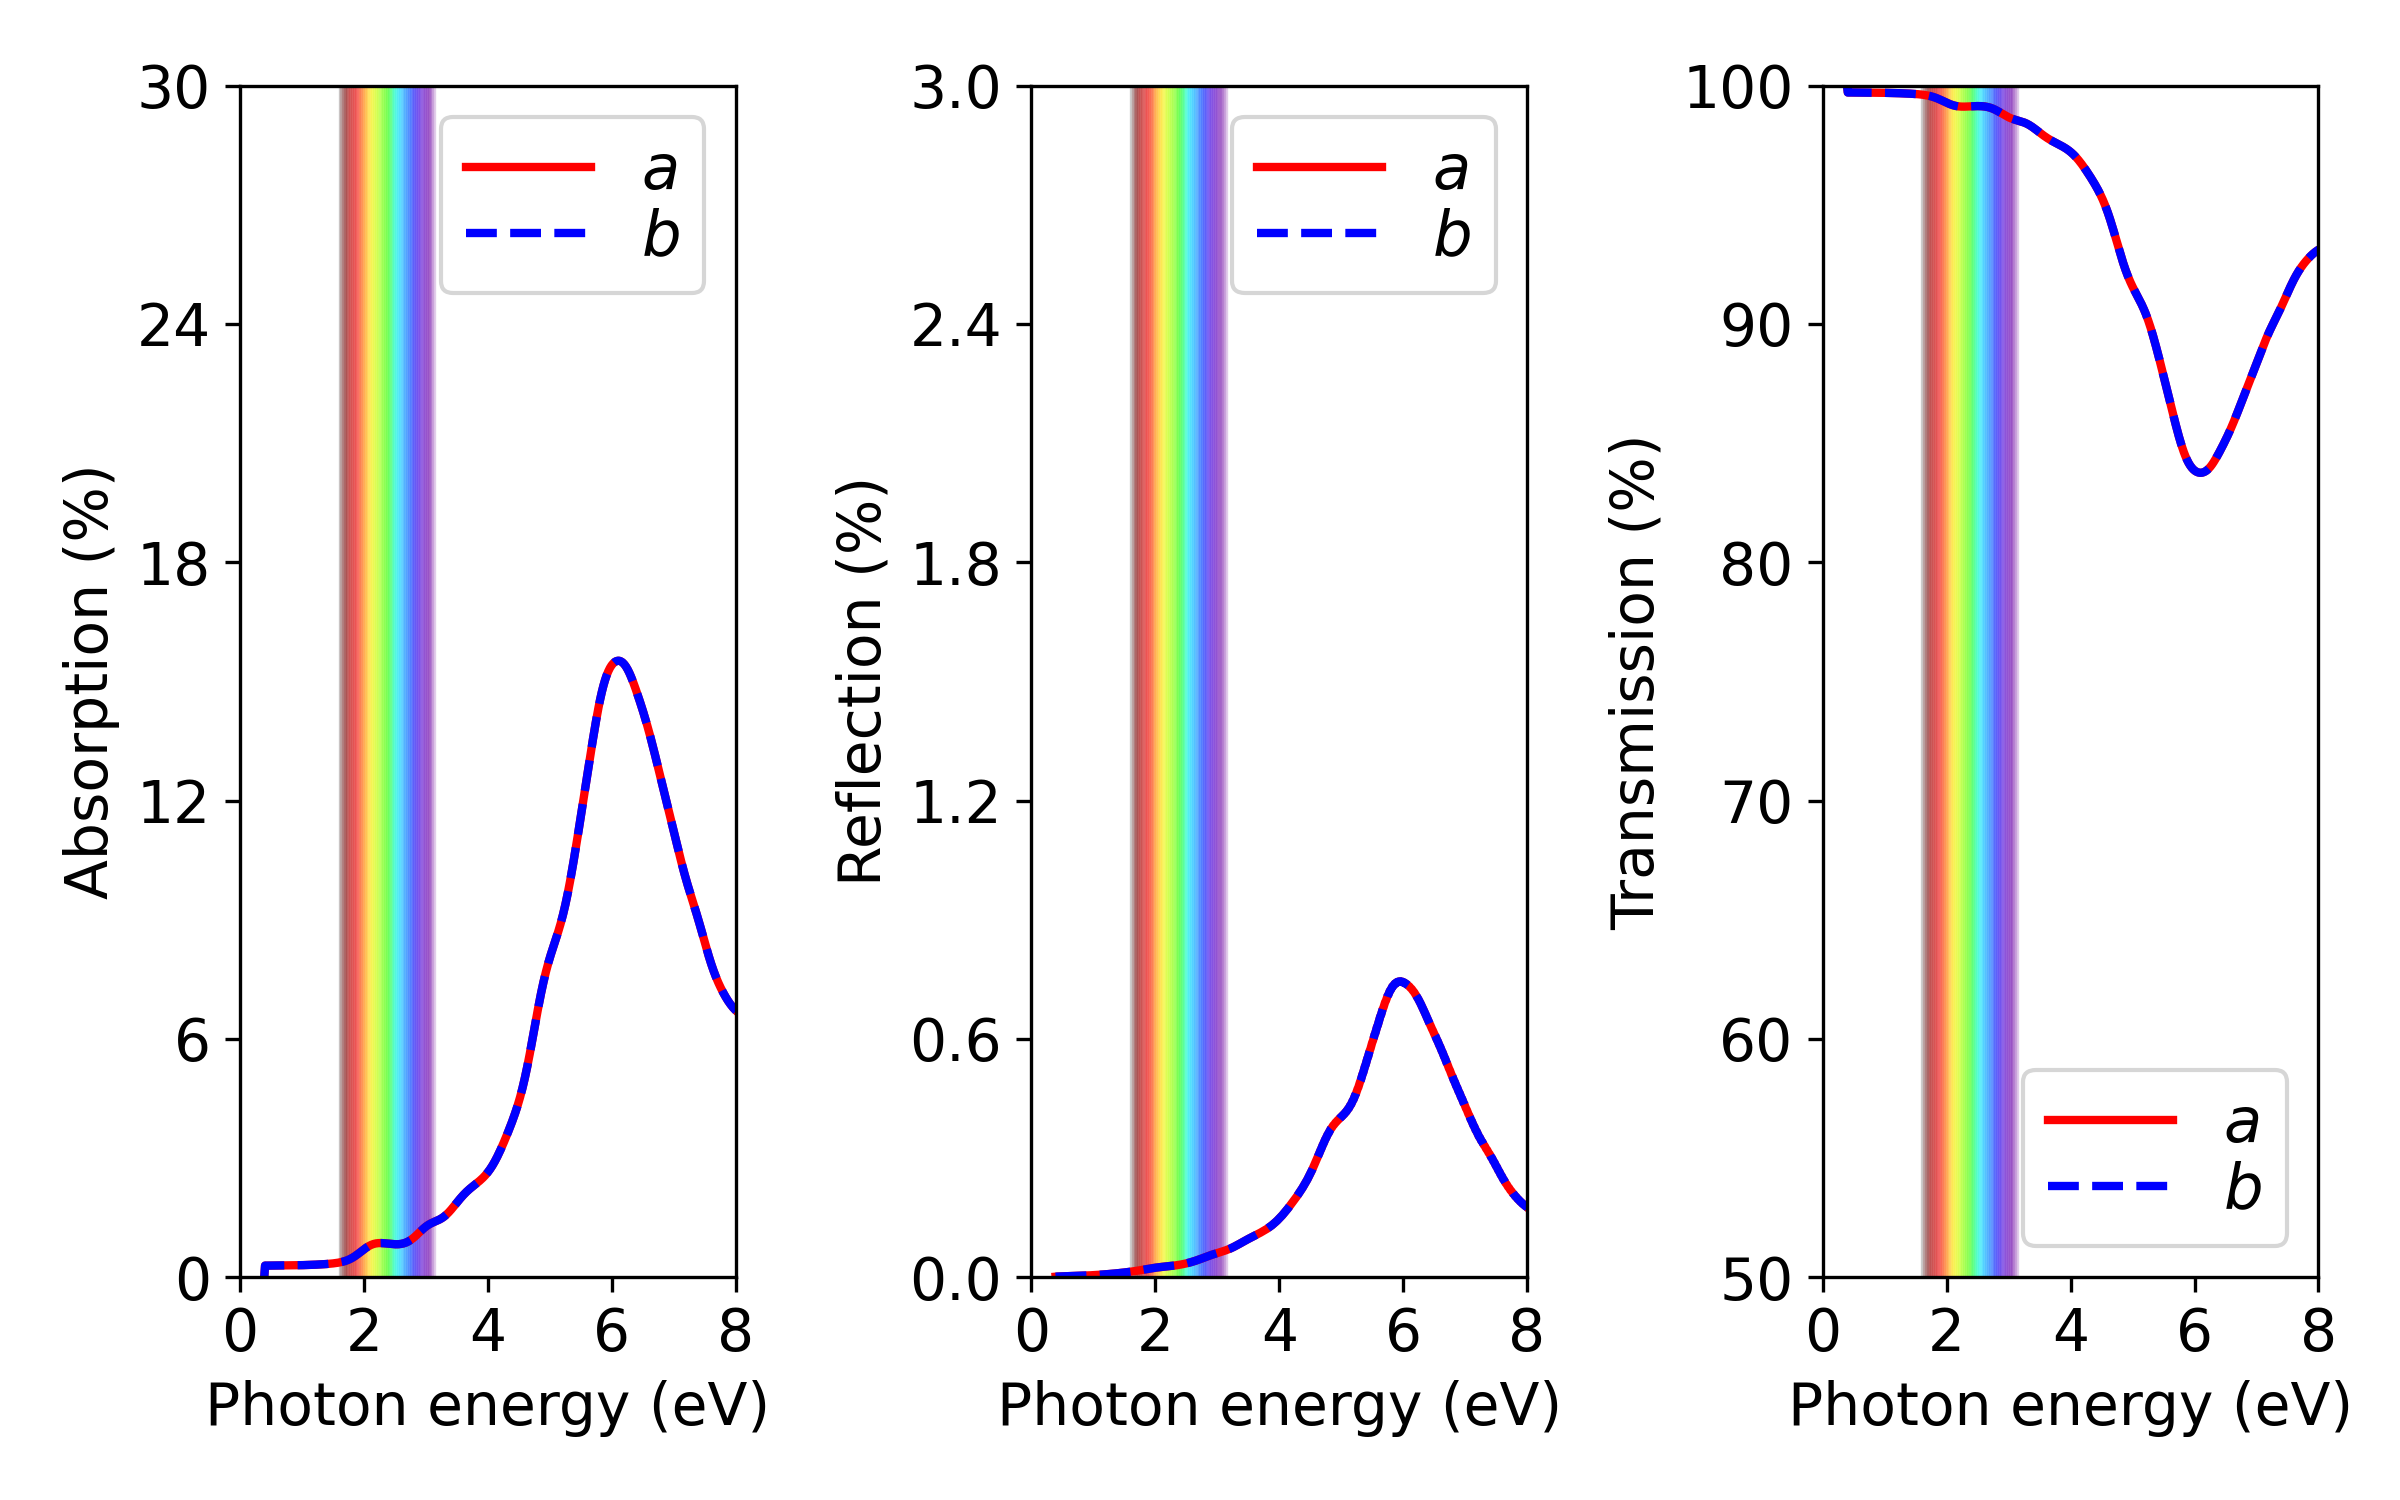 Absorption (%)
30
24
18
12
6
0
0 2 4 6 8
Photon energy (eV)
a
b
Reflection (%)
3.0
2.4
1.8
1.2
0.6
0.0
0 2 4 6 8
Photon energy (eV)
a
b
Transmission (%)
100
90
80
70
60
50
0 2 4 6 8
Photon energy (eV)
a
b